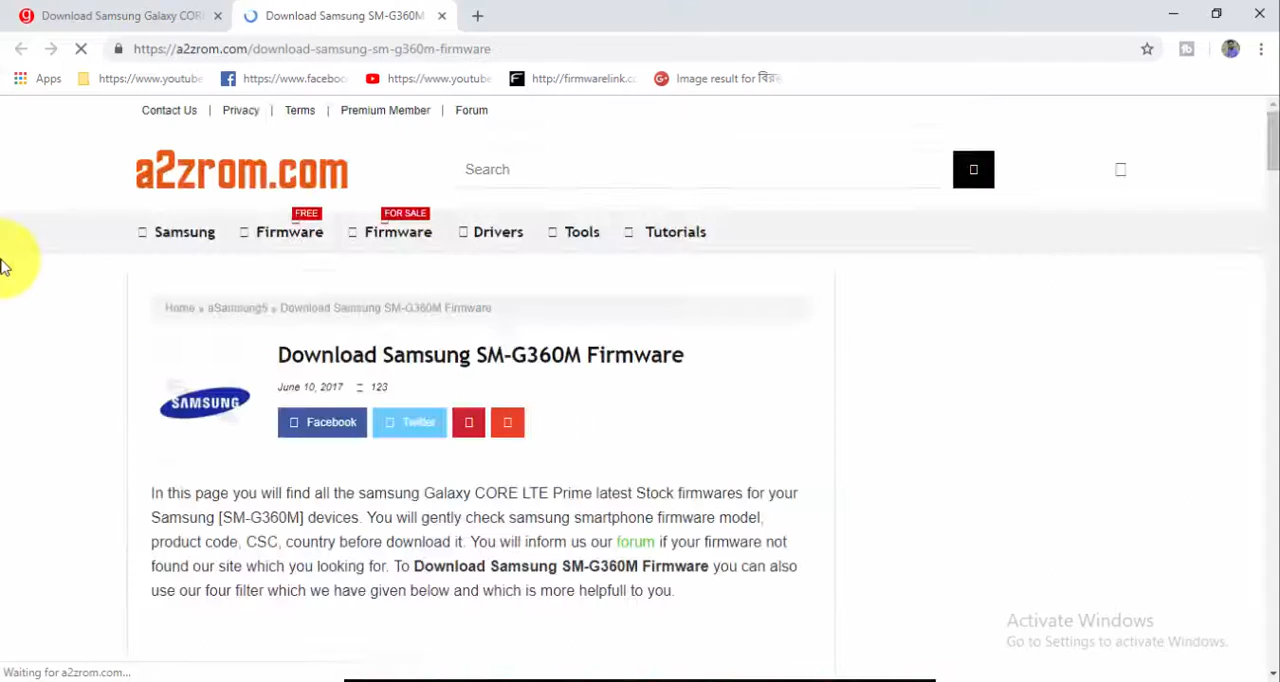 Download Samsung Galaxy CORE
Download Samsung SM-G360M
https://a2zrom.com/download-samsung-sm-g360m-firmware
Apps
https://www.youtube
https://www.faceboo
https://www.youtube
http://firmwarelink.co
Image result for বির
Contact Us | Privacy | Terms | Premium Member | Forum
a2zrom.com
Search
FREE
FOR SALE
Samsung Firmware Firmware Drivers Tools Tutorials
Home » aSamsung5 » Download Samsung SM-G360M Firmware
Download Samsung SM-G360M Firmware
SAMSUNG
June 10, 2017 123
Facebook Twitter
In this page you will find all the samsung Galaxy CORE LTE Prime latest Stock firmwares for your
Samsung [SM-G360M] devices. You will gently check samsung smartphone firmware model,
product code, CSC, country before download it. You will inform us our forum if your firmware not
found our site which you looking for. To Download Samsung SM-G360M Firmware you can also
use our four filter which we have given below and which is more helpfull to you.
Activate Windows
Go to Settings to activate Windows.
Waiting for a2zrom.com...